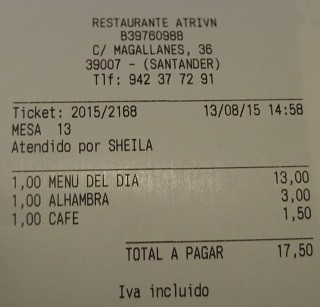 RESTAURANTE ATRIVN
B39760988
C/ MAGALLANES, 36
39007 - (SANTANDER)
Tlf: 942 37 72 91
Ticket: 2015/2168 13/08/15 14:58
MESA 13
Atendido por SHEILA
1,00 MENU DEL DIA 13,00
1,00 ALHAMBRA 3,00
1,00 CAFE 1,50
TOTAL A PAGAR 17,50
Iva incluido